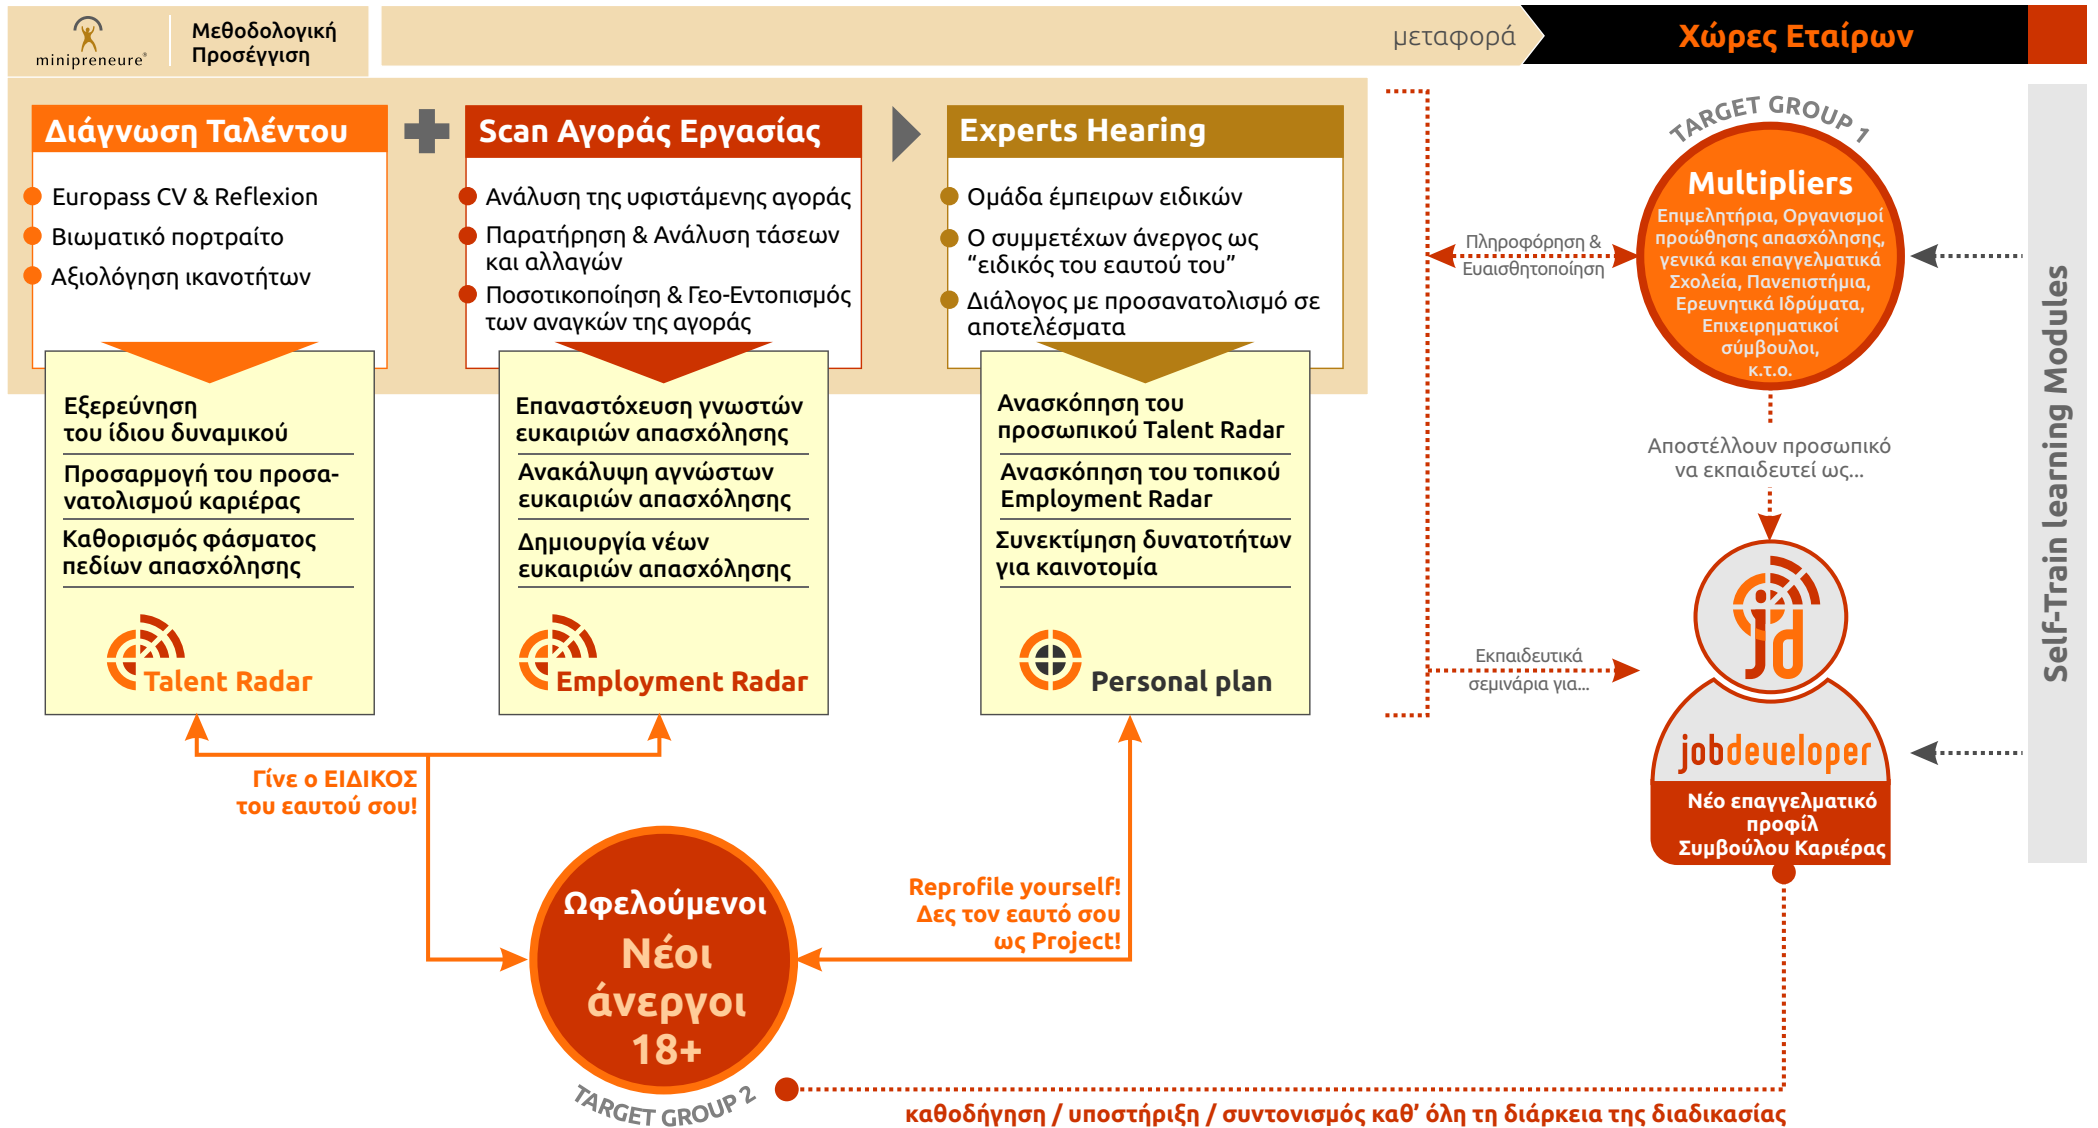 minipreneure®
Μεθοδολογική
Προσέγγιση
μεταφορά
Χώρες Εταίρων
Διάγνωση Ταλέντου
Europass CV & Reflexion
Βιωματικό πορτραίτο
Αξιολόγηση ικανοτήτων
Εξερεύνηση
του ίδιου δυναμικού
Προσαρμογή του προσα-
νατολισμού καριέρας
Καθορισμός φάσματος
πεδίων απασχόλησης
Talent Radar
Scan Αγοράς Εργασίας
Ανάλυση της υφιστάμενης αγοράς
Παρατήρηση & Ανάλυση τάσεων
και αλλαγών
Ποσοτικοποίηση & Γεο-Εντοπισμός
των αναγκών της αγοράς
Επαναστόχευση γνωστών
ευκαιριών απασχόλησης
Ανακάλυψη αγνώστων
ευκαιριών απασχόλησης
Δημιουργία νέων
ευκαιριών απασχόλησης
Employment Radar
Experts Hearing
Ομάδα έμπειρων ειδικών
Ο συμμετέχων άνεργος ως
“ειδικός του εαυτού του”
Διάλογος με προσανατολισμό σε
αποτελέσματα
Ανασκόπηση του
προσωπικού Talent Radar
Ανασκόπηση του τοπικού
Employment Radar
Συνεκτίμηση δυνατοτήτων
για καινοτομία
Personal plan
Γίνε ο ΕΙΔΙΚΟΣ
του εαυτού σου!
Reprofile yourself!
Δες τον εαυτό σου
ως Project!
Ωφελούμενοι
Νέοι
άνεργοι
18+
TARGET GROUP 2
Πληροφόρηση &
Ευαισθητοποίηση
TARGET GROUP 1
Multipliers
Επιμελητήρια, Οργανισμοί
προώθησης απασχόλησης,
γενικά και επαγγελματικά
Σχολεία, Πανεπιστήμια,
Ερευνητικά Ιδρύματα,
Επιχειρηματικοί
σύμβουλοι,
κ.τ.ο.
Αποστέλλουν προσωπικό
να εκπαιδευτεί ως...
Εκπαιδευτικά
σεμινάρια για...
jd
jobdeveloper
Νέο επαγγελματικό
προφίλ
Συμβούλου Καριέρας
καθοδήγηση / υποστήριξη / συντονισμός καθ’ όλη τη διάρκεια της διαδικασίας
Self-Train learning Modules